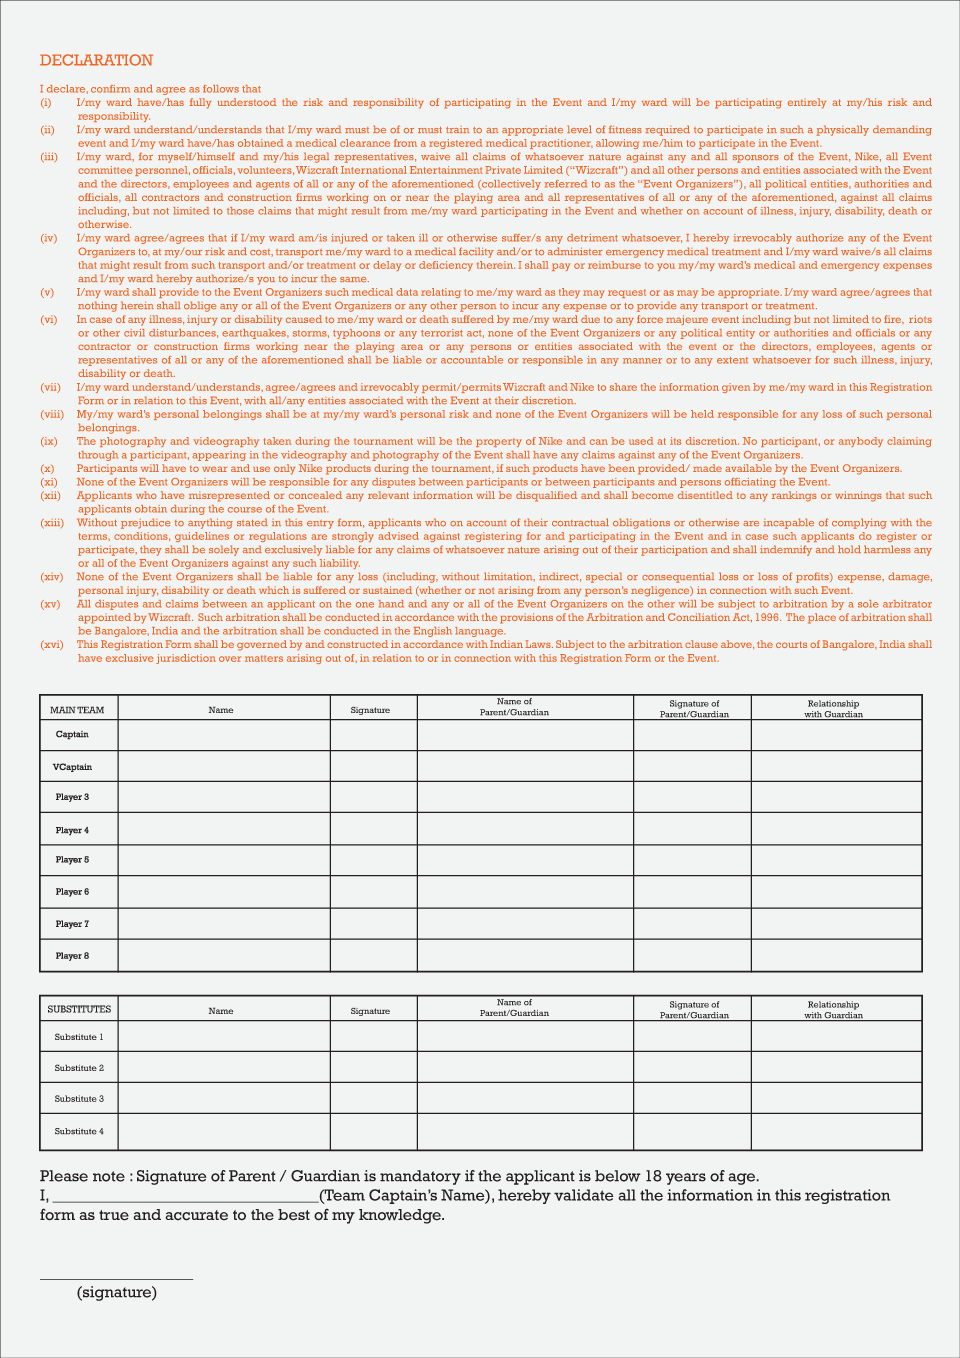 DECLARATION
I declare, confirm and agree as follows that
(i) I/my ward have/has fully understood the risk and responsibility of participating in the Event and I/my ward will be participating entirely at my/his risk and
responsibility.
(ii) I/my ward understand/understands that I/my ward must be of or must train to an appropriate level of fitness required to participate in such a physically demanding
event and I/my ward have/has obtained a medical clearance from a registered medical practitioner, allowing me/him to participate in the Event.
(iii) I/my ward, for myself/himself and my/his legal representatives, waive all claims of whatsoever nature against any and all sponsors of the Event, Nike, all Event
committee personnel, officials, volunteers, Wizcraft International Entertainment Private Limited (“Wizcraft”) and all other persons and entities associated with the Event
and the directors, employees and agents of all or any of the aforementioned (collectively referred to as the “Event Organizers”), all political entities, authorities and
officials, all contractors and construction firms working on or near the playing area and all representatives of all or any of the aforementioned, against all claims
including, but not limited to those claims that might result from me/my ward participating in the Event and whether on account of illness, injury, disability, death or
otherwise.
(iv) I/my ward agree/agrees that if I/my ward am/is injured or taken ill or otherwise suffer/s any detriment whatsoever, I hereby irrevocably authorize any of the Event
Organizers to, at my/our risk and cost, transport me/my ward to a medical facility and/or to administer emergency medical treatment and I/my ward waive/s all claims
that might result from such transport and/or treatment or delay or deficiency therein. I shall pay or reimburse to you my/my ward’s medical and emergency expenses
and I/my ward hereby authorize/s you to incur the same.
(v) I/my ward shall provide to the Event Organizers such medical data relating to me/my ward as they may request or as may be appropriate. I/my ward agree/agrees that
nothing herein shall oblige any or all of the Event Organizers or any other person to incur any expense or to provide any transport or treatment.
(vi) In case of any illness, injury or disability caused to me/my ward or death suffered by me/my ward due to any force majeure event including but not limited to fire, riots
or other civil disturbances, earthquakes, storms, typhoons or any terrorist act, none of the Event Organizers or any political entity or authorities and officials or any
contractor or construction firms working near the playing area or any persons or entities associated with the event or the directors, employees, agents or
representatives of all or any of the aforementioned shall be liable or accountable or responsible in any manner or to any extent whatsoever for such illness, injury,
disability or death.
(vii) I/my ward understand/understands, agree/agrees and irrevocably permit/permits Wizcraft and Nike to share the information given by me/my ward in this Registration
Form or in relation to this Event, with all/any entities associated with the Event at their discretion.
(viii) My/my ward’s personal belongings shall be at my/my ward’s personal risk and none of the Event Organizers will be held responsible for any loss of such personal
belongings.
(ix) The photography and videography taken during the tournament will be the property of Nike and can be used at its discretion. No participant, or anybody claiming
through a participant, appearing in the videography and photography of the Event shall have any claims against any of the Event Organizers.
(x) Participants will have to wear and use only Nike products during the tournament, if such products have been provided/ made available by the Event Organizers.
(xi) None of the Event Organizers will be responsible for any disputes between participants or between participants and persons officiating the Event.
(xii) Applicants who have misrepresented or concealed any relevant information will be disqualified and shall become disentitled to any rankings or winnings that such
applicants obtain during the course of the Event.
(xiii) Without prejudice to anything stated in this entry form, applicants who on account of their contractual obligations or otherwise are incapable of complying with the
terms, conditions, guidelines or regulations are strongly advised against registering for and participating in the Event and in case such applicants do register or
participate, they shall be solely and exclusively liable for any claims of whatsoever nature arising out of their participation and shall indemnify and hold harmless any
or all of the Event Organizers against any such liability.
(xiv) None of the Event Organizers shall be liable for any loss (including, without limitation, indirect, special or consequential loss or loss of profits) expense, damage,
personal injury, disability or death which is suffered or sustained (whether or not arising from any person’s negligence) in connection with such Event.
(xv) All disputes and claims between an applicant on the one hand and any or all of the Event Organizers on the other will be subject to arbitration by a sole arbitrator
appointed by Wizcraft. Such arbitration shall be conducted in accordance with the provisions of the Arbitration and Conciliation Act, 1996. The place of arbitration shall
be Bangalore, India and the arbitration shall be conducted in the English language.
(xvi) This Registration Form shall be governed by and constructed in accordance with Indian Laws. Subject to the arbitration clause above, the courts of Bangalore, India shall
have exclusive jurisdiction over matters arising out of, in relation to or in connection with this Registration Form or the Event.
MAIN TEAM Name Signature Name of Parent/Guardian Signature of Parent/Guardian Relationship with Guardian
Captain
VCaptain
Player 3
Player 4
Player 5
Player 6
Player 7
Player 8
SUBSTITUTES Name Signature Name of Parent/Guardian Signature of Parent/Guardian Relationship with Guardian
Substitute 1
Substitute 2
Substitute 3
Substitute 4
Please note : Signature of Parent / Guardian is mandatory if the applicant is below 18 years of age.
I, ______________________________(Team Captain’s Name), hereby validate all the information in this registration
form as true and accurate to the best of my knowledge.
(signature)